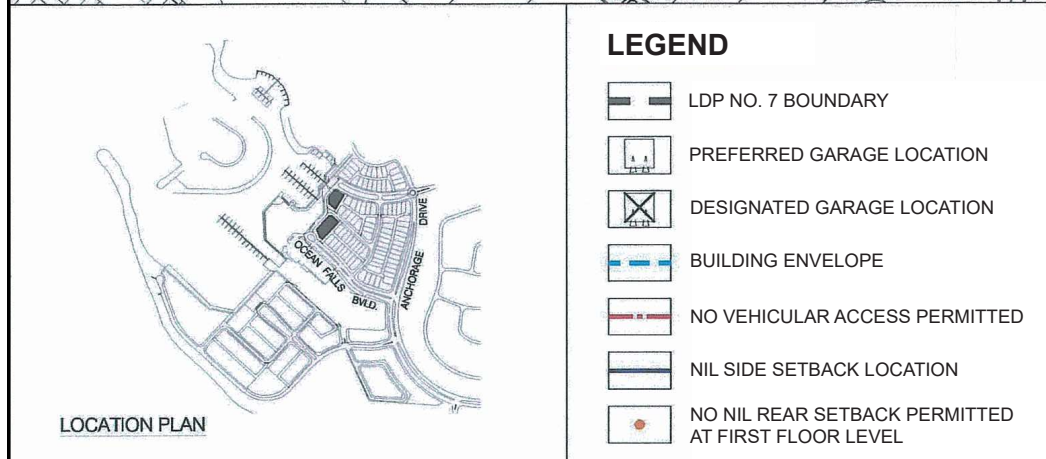 OCEAN FALLS
BVLD.
ANCHORAGE
DRIVE
LOCATION PLAN
LEGEND
LDP NO. 7 BOUNDARY
PREFERRED GARAGE LOCATION
DESIGNATED GARAGE LOCATION
BUILDING ENVELOPE
NO VEHICULAR ACCESS PERMITTED
NIL SIDE SETBACK LOCATION
NO NIL REAR SETBACK PERMITTED
AT FIRST FLOOR LEVEL